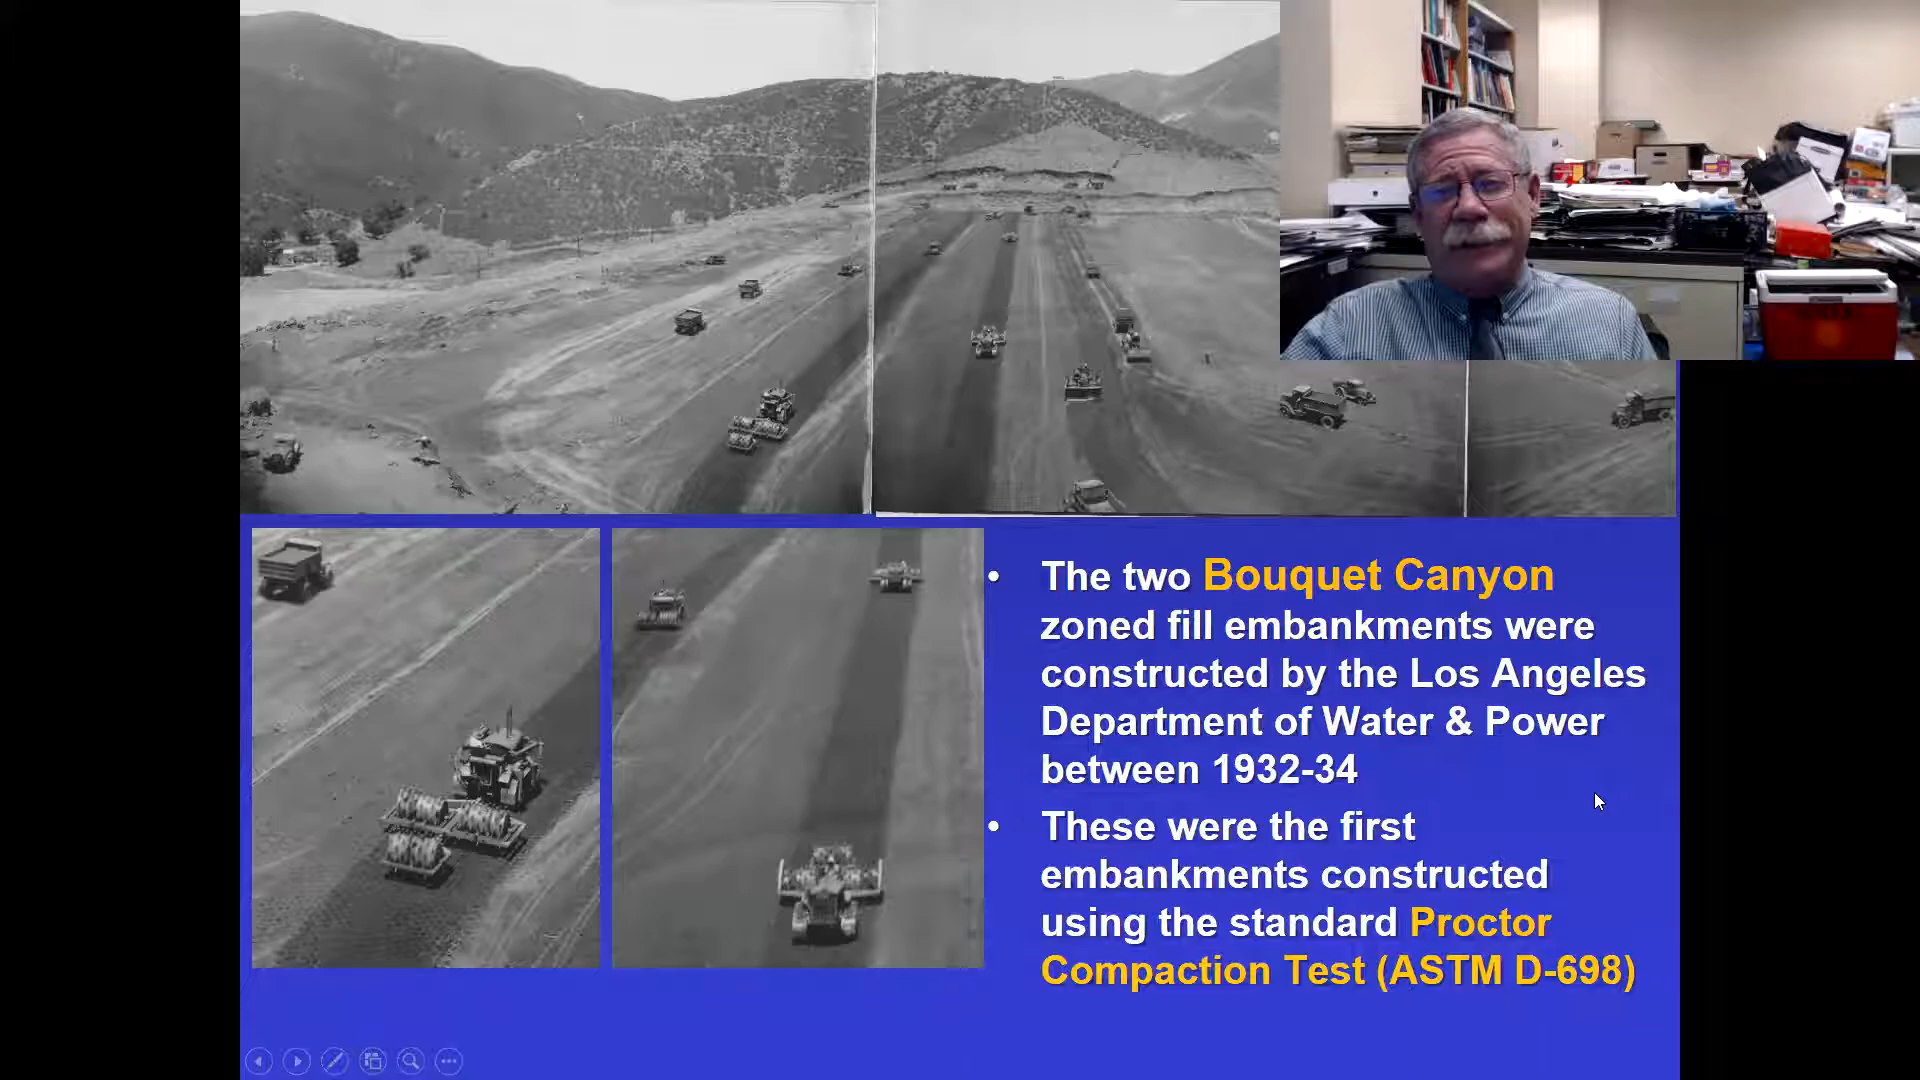 • The two Bouquet Canyon
zoned fill embankments were
constructed by the Los Angeles
Department of Water & Power
between 1932-34
• These were the first
embankments constructed
using the standard Proctor
Compaction Test (ASTM D-698)